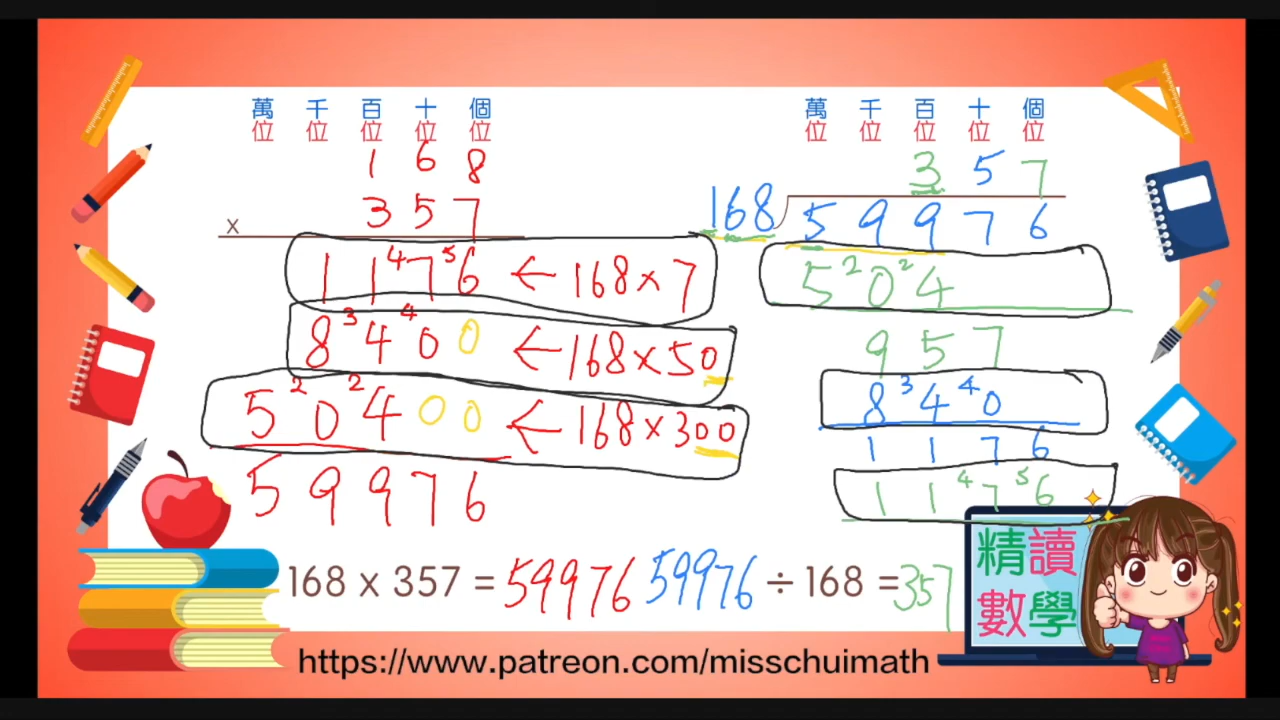 萬 千 百 十 個
位 位 位 位 位
1 6 8
x 3 5 7
1 1 4 7 5 6 ← 168 x 7
8 3 4 4 0 0 ← 168 x 50
5 2 0 2 4 0 0 ← 168 x 300
5 9 9 7 6
萬 千 百 十 個
位 位 位 位 位
3 5 7
168 5 9 9 7 6
5 2 0 2 4
9 5 7
8 3 4 4 0
1 1 7 6
1 1 4 7 5 6
168 x 357 = 59976 59976 ÷ 168 = 357
精讀
數學
https://www.patreon.com/misschuimath